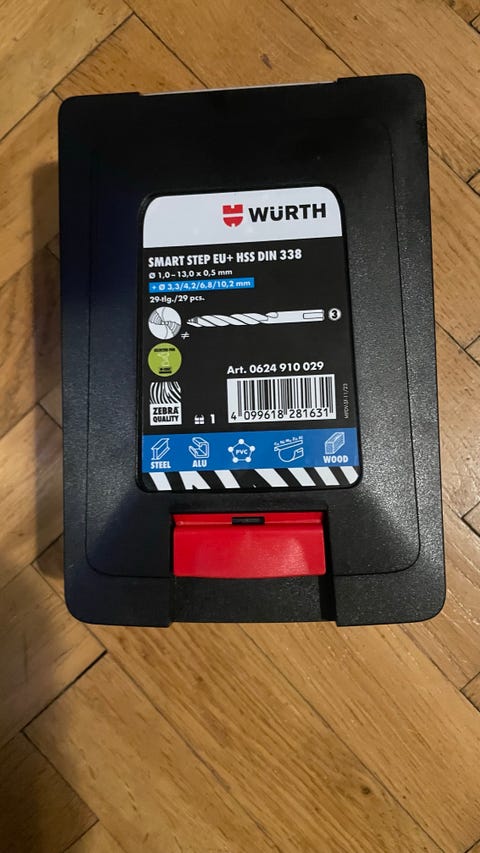 WÜRTH
SMART STEP EU+ HSS DIN 338
Ø 1,0–13,0 x 0,5 mm
+ Ø 3,3/4,2/6,8/10,2 mm
29-tlg./29 pcs.
3
≠
Art. 0624 910 029
4 099618 281631
ZEBRA
QUALITY
1
STEEL
ALU
PVC
WOOD